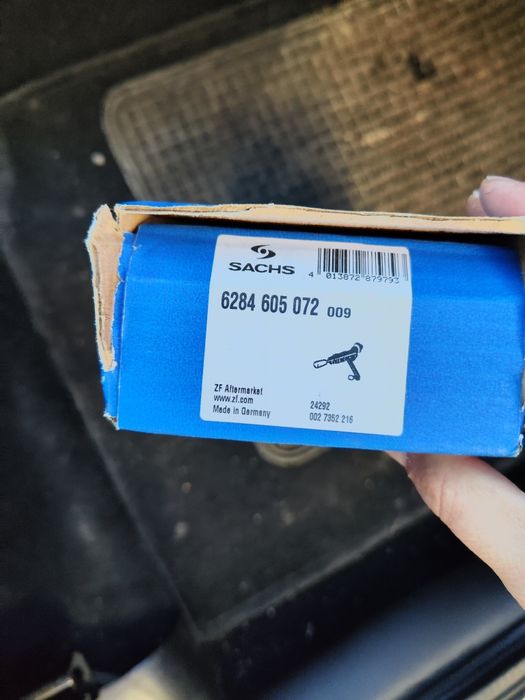 SACHS
4 013872 879793
6284 605 072 009
ZF Aftermarket
www.zf.com
Made in Germany
24292
002 7352 216